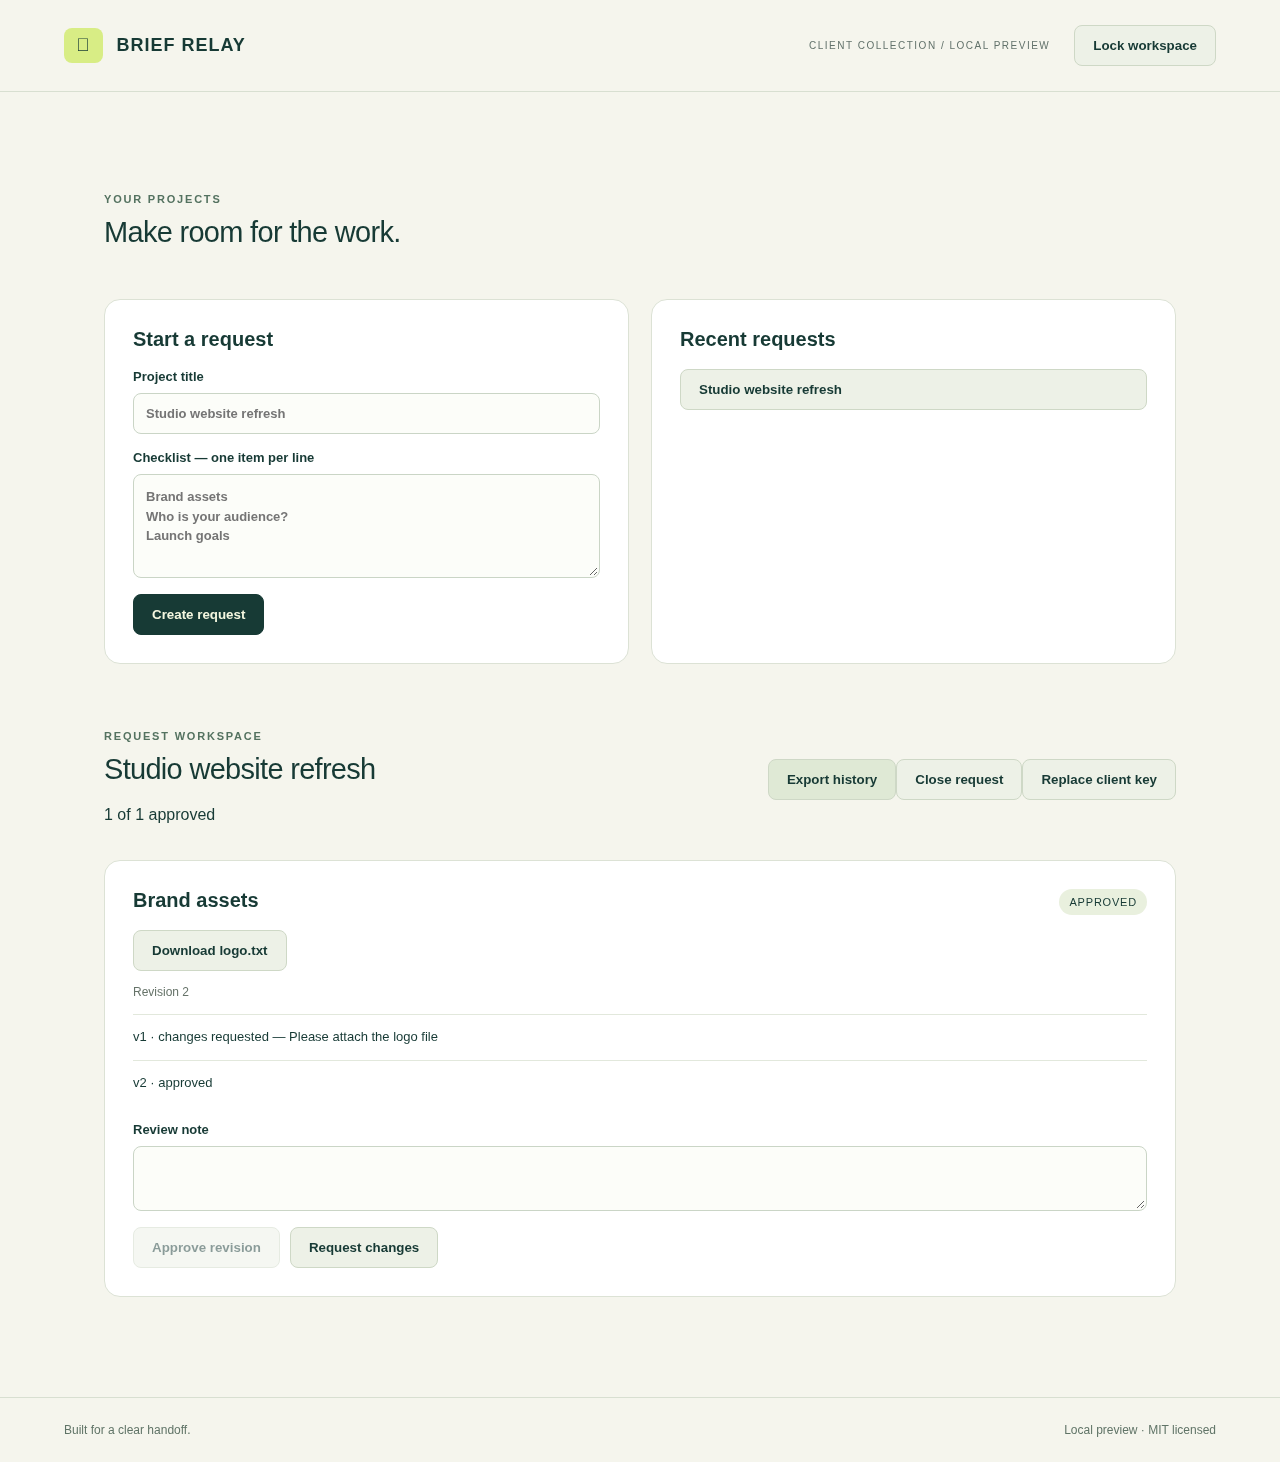 BRIEF RELAY
CLIENT COLLECTION / LOCAL PREVIEW
Lock workspace
YOUR PROJECTS
Make room for the work.
Start a request
Project title
Studio website refresh
Checklist — one item per line
Brand assets
Who is your audience?
Launch goals
Create request
Recent requests
Studio website refresh
REQUEST WORKSPACE
Studio website refresh
1 of 1 approved
Export history
Close request
Replace client key
Brand assets
APPROVED
Download logo.txt
Revision 2
v1 · changes requested — Please attach the logo file
v2 · approved
Review note
Approve revision
Request changes
Built for a clear handoff.
Local preview · MIT licensed